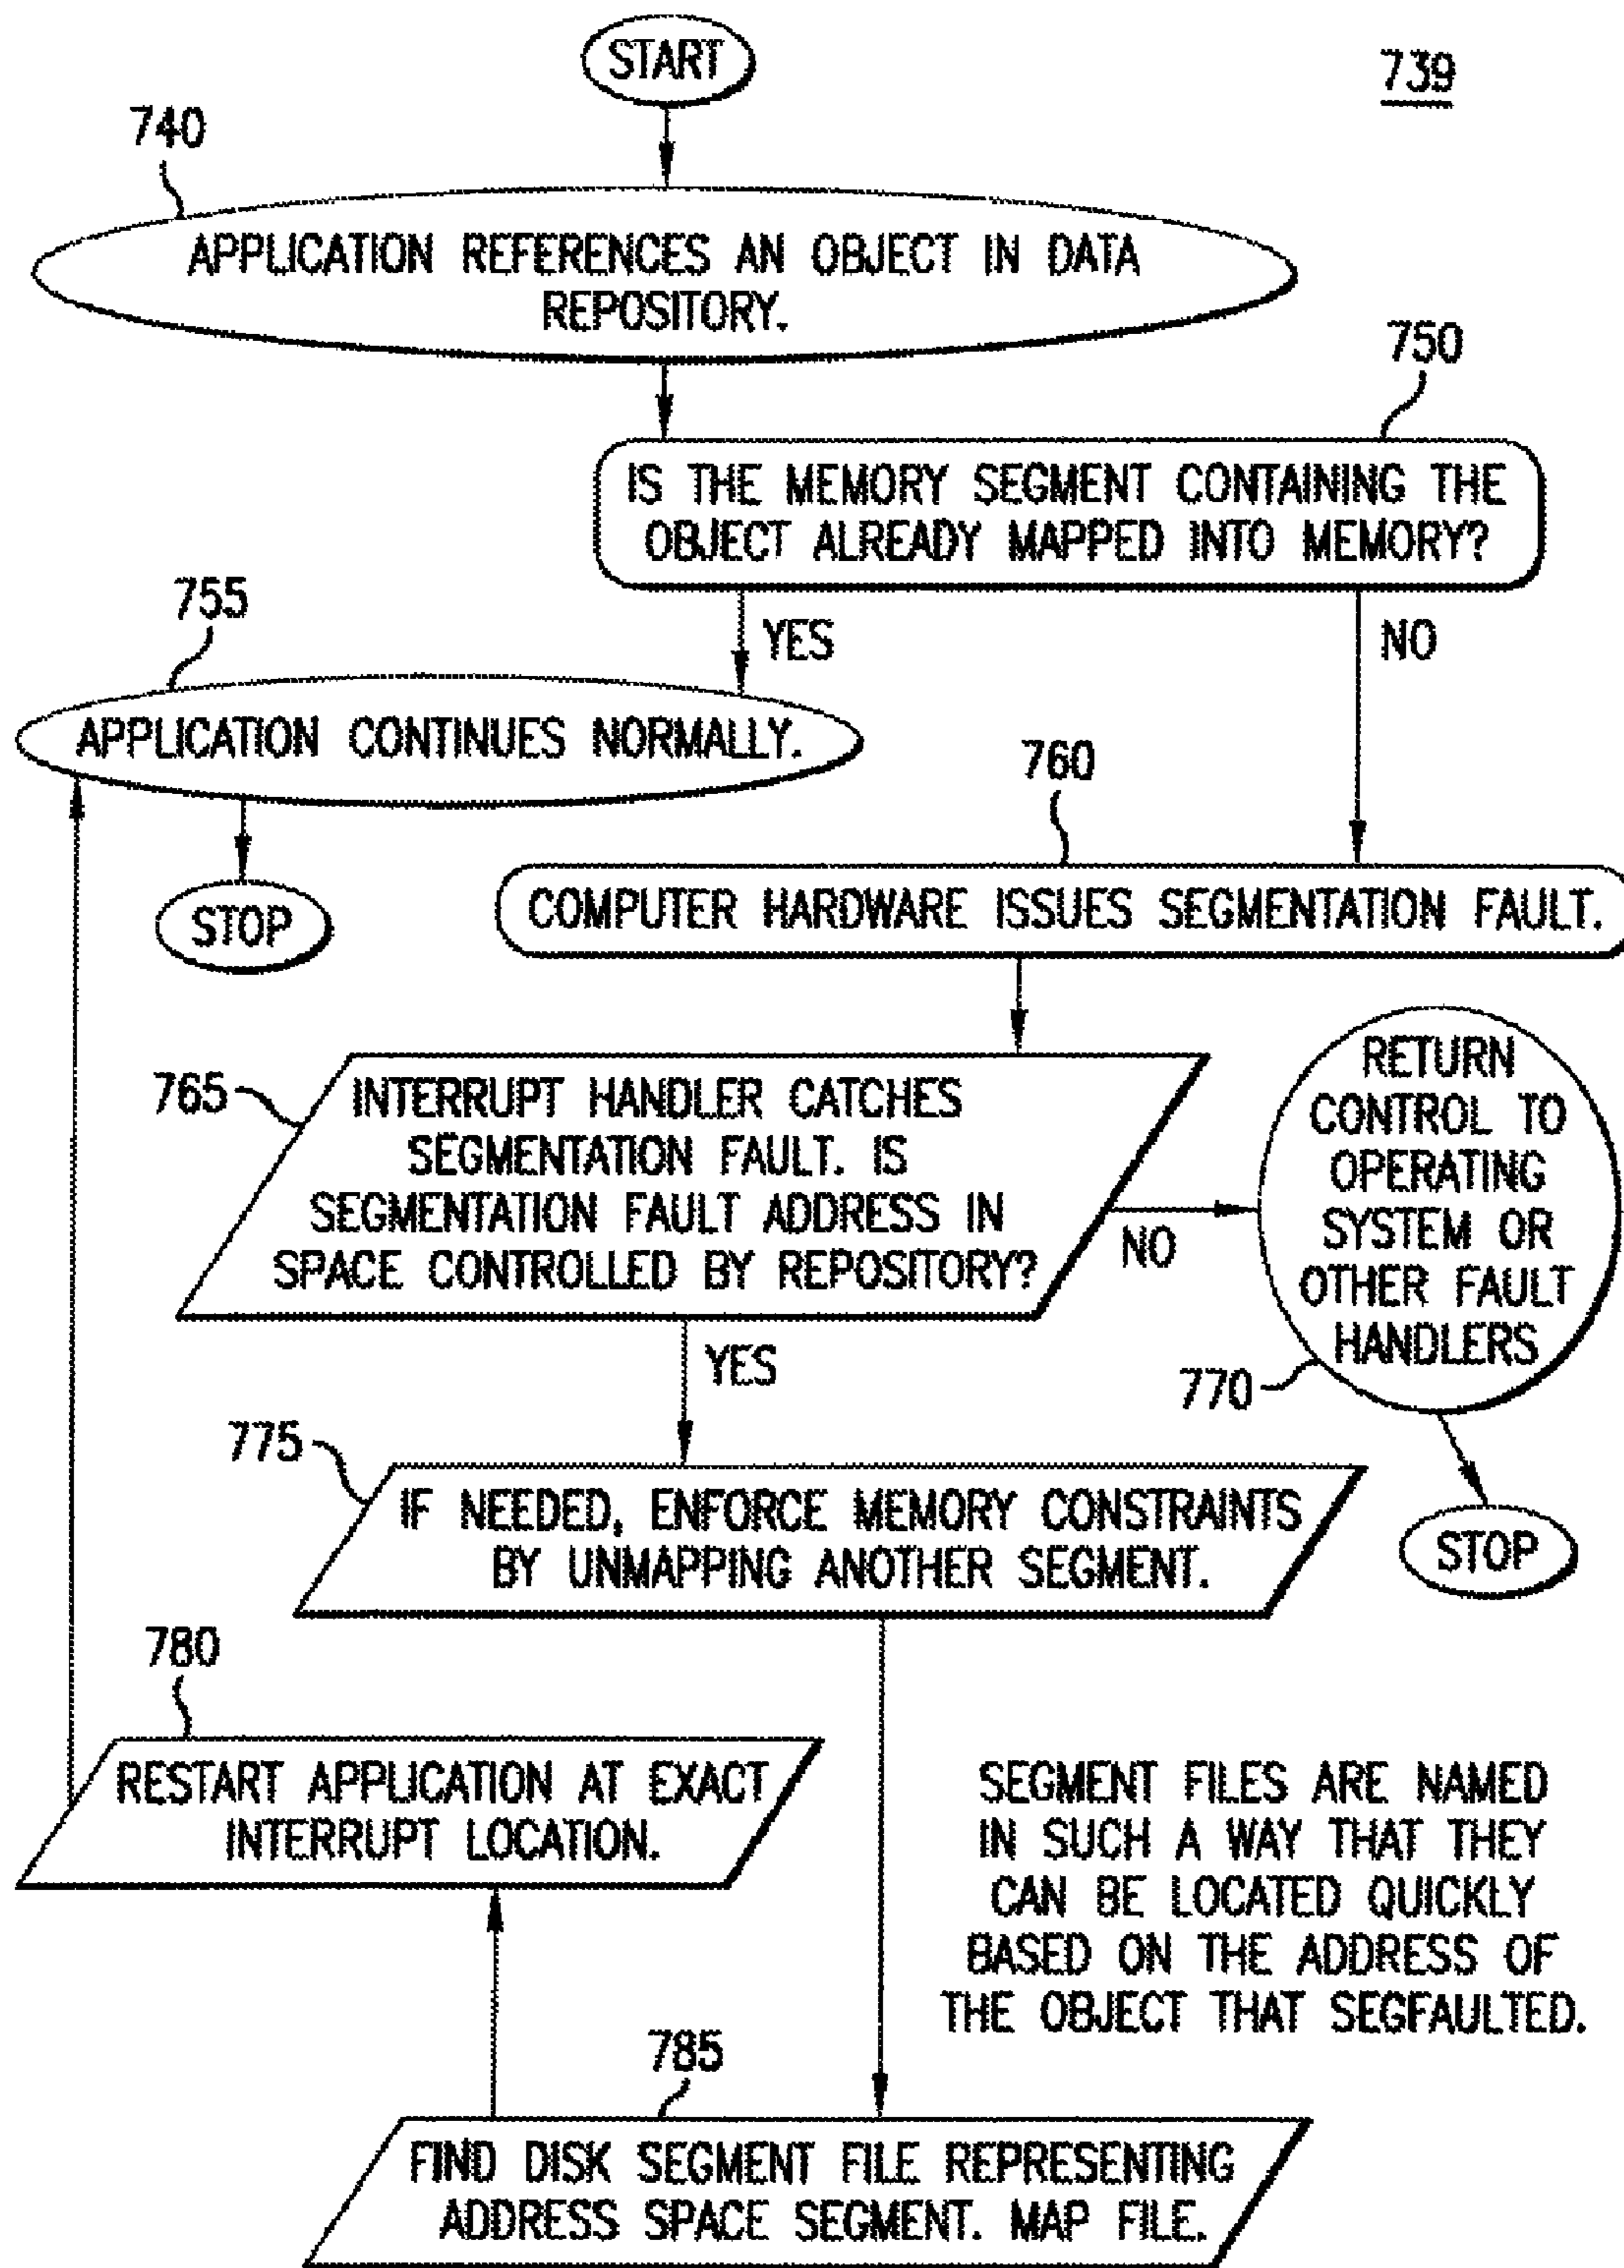 START
739
740
APPLICATION REFERENCES AN OBJECT IN DATA
REPOSITORY.
750
IS THE MEMORY SEGMENT CONTAINING THE
OBJECT ALREADY MAPPED INTO MEMORY?
755
YES
NO
APPLICATION CONTINUES NORMALLY.
760
STOP
COMPUTER HARDWARE ISSUES SEGMENTATION FAULT.
765
INTERRUPT HANDLER CATCHES
SEGMENTATION FAULT. IS
SEGMENTATION FAULT ADDRESS IN
SPACE CONTROLLED BY REPOSITORY?
NO
RETURN
CONTROL TO
OPERATING
SYSTEM OR
OTHER FAULT
HANDLERS
770
YES
775
IF NEEDED, ENFORCE MEMORY CONSTRAINTS
BY UNMAPPING ANOTHER SEGMENT.
STOP
780
RESTART APPLICATION AT EXACT
INTERRUPT LOCATION.
SEGMENT FILES ARE NAMED
IN SUCH A WAY THAT THEY
CAN BE LOCATED QUICKLY
BASED ON THE ADDRESS OF
THE OBJECT THAT SEGFAULTED.
785
FIND DISK SEGMENT FILE REPRESENTING
ADDRESS SPACE SEGMENT. MAP FILE.